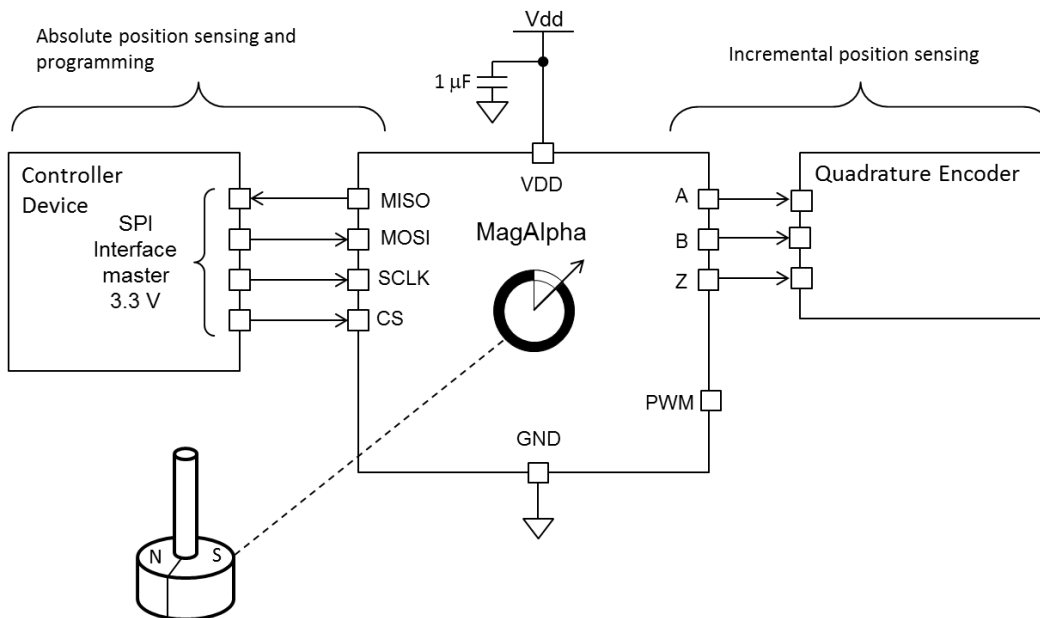 Absolute position sensing and
programming
Vdd
1 μF
Incremental position sensing
Controller
Device
SPI
Interface
master
3.3 V
MISO
MOSI
SCLK
CS
VDD
MagAlpha
GND
A
B
Z
PWM
Quadrature Encoder
N
S